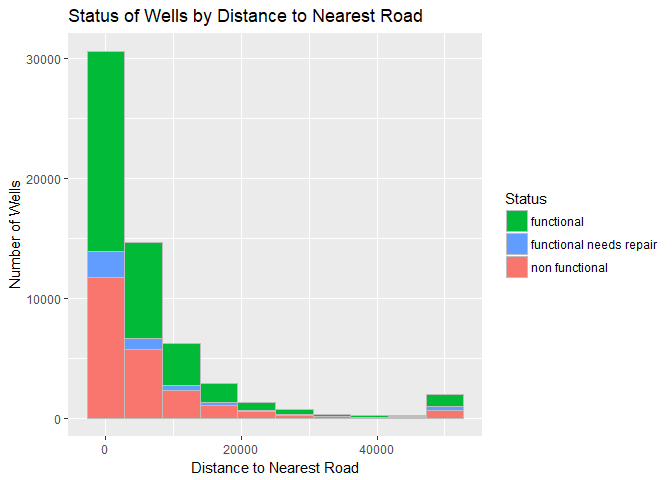 Status of Wells by Distance to Nearest Road
Number of Wells
30000
20000
10000
0
0
20000
40000
Distance to Nearest Road
Status
functional
functional needs repair
non functional